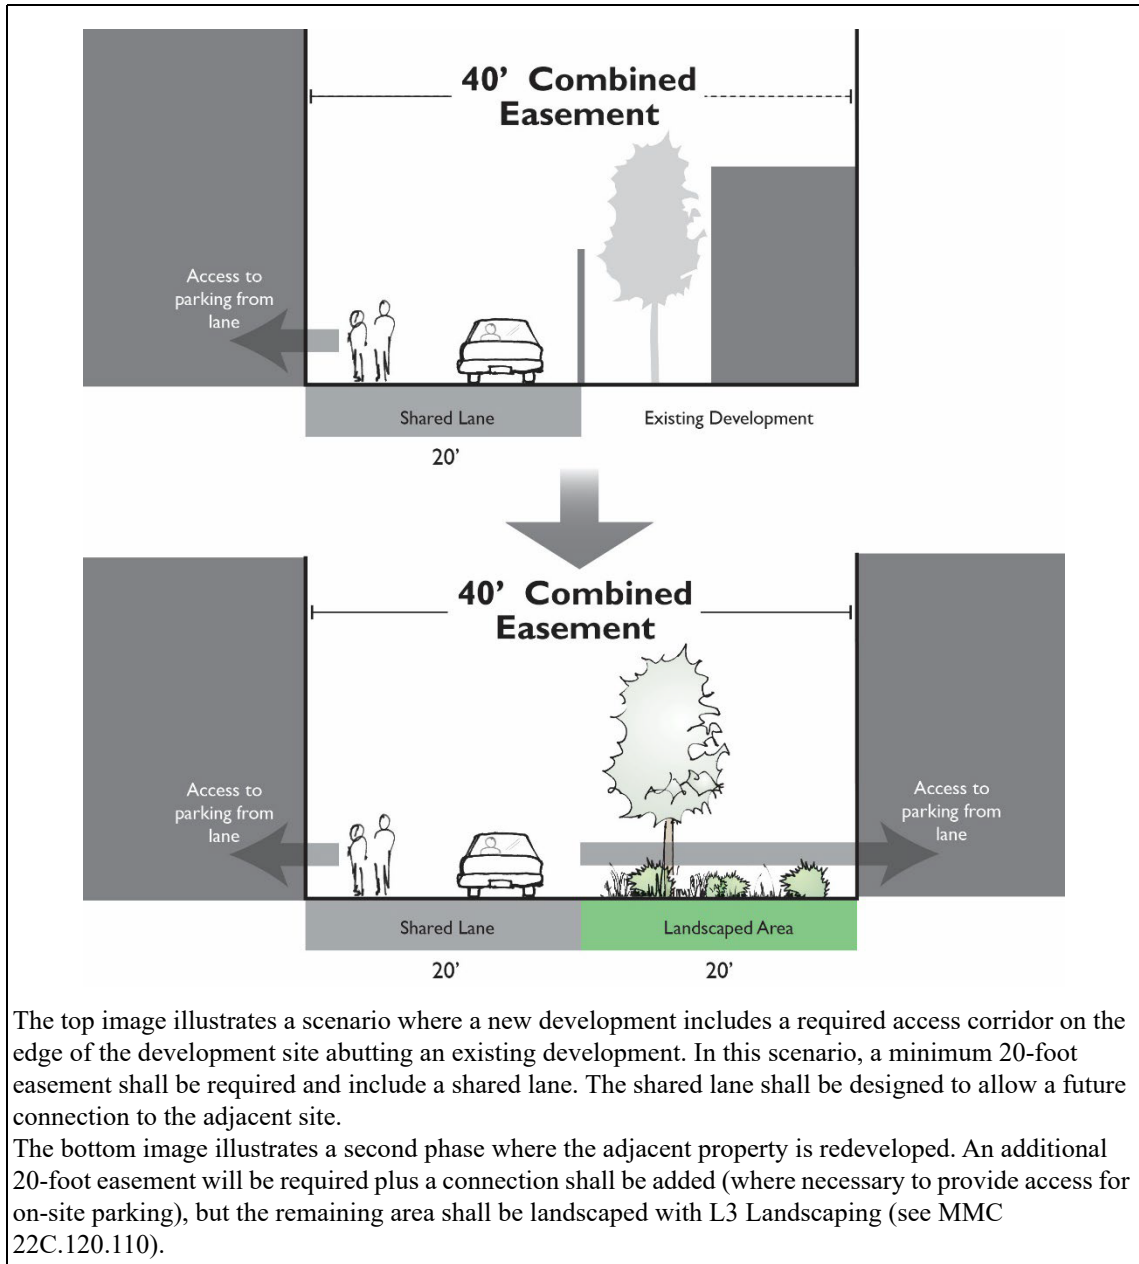 40' Combined
Easement
Access to
parking from
lane
Shared Lane
Existing Development
20'
40' Combined
Easement
Access to
parking from
lane
Access to
parking from
lane
Shared Lane
Landscaped Area
20'
20'
The top image illustrates a scenario where a new development includes a required access corridor on the
edge of the development site abutting an existing development. In this scenario, a minimum 20-foot
easement shall be required and include a shared lane. The shared lane shall be designed to allow a future
connection to the adjacent site.
The bottom image illustrates a second phase where the adjacent property is redeveloped. An additional
20-foot easement will be required plus a connection shall be added (where necessary to provide access for
on-site parking), but the remaining area shall be landscaped with L3 Landscaping (see MMC
22C.120.110).